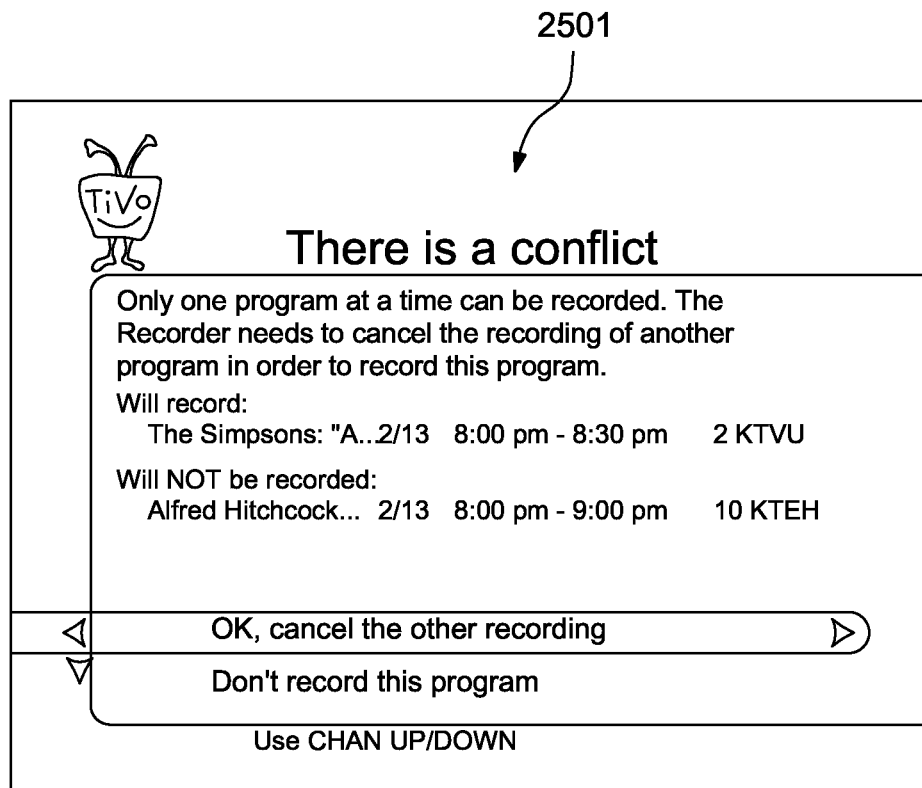 2501
TiVo
There is a conflict
Only one program at a time can be recorded. The
Recorder needs to cancel the recording of another
program in order to record this program.
Will record:
The Simpsons: "A...2/13 8:00 pm - 8:30 pm 2 KTVU
Will NOT be recorded:
Alfred Hitchcock... 2/13 8:00 pm - 9:00 pm 10 KTEH
OK, cancel the other recording
Don't record this program
Use CHAN UP/DOWN